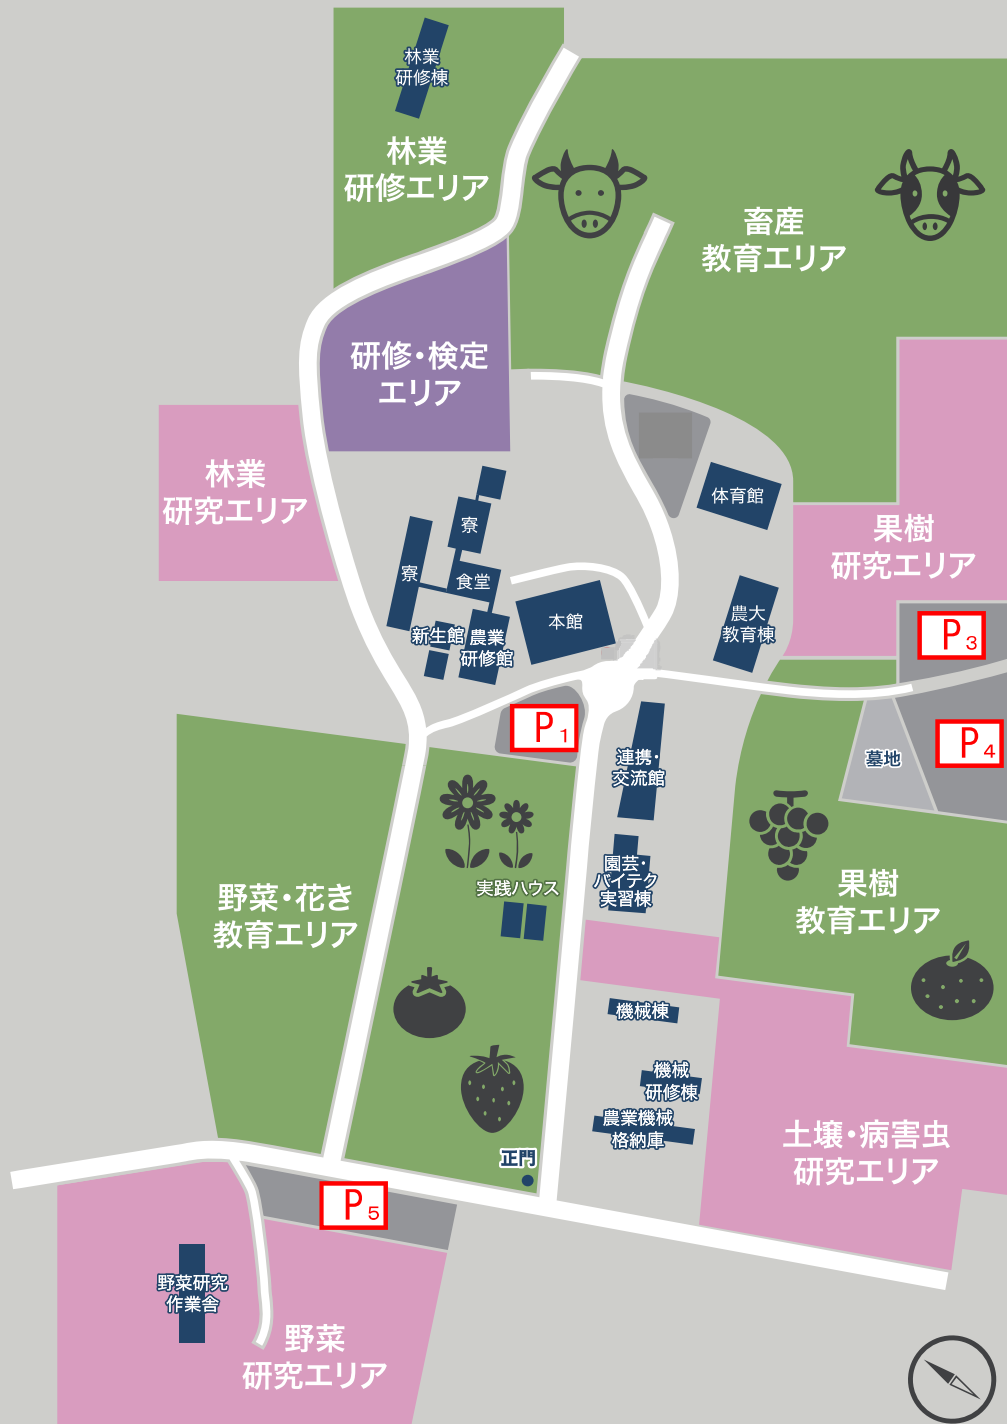 林業
研修棟
林業
研修エリア
畜産
教育エリア
研修・検定
エリア
林業
研究エリア
体育館
寮
寮
食堂
果樹
研究エリア
本館
農大
教育棟
新生館
農業
研修館
P3
P1
P4
連携・
交流館
墓地
園芸・
バイテク
実習棟
実践ハウス
野菜・花き
教育エリア
果樹
教育エリア
機械棟
機械
研修棟
農業機械
格納庫
土壌・病害虫
研究エリア
正門
P5
野菜研究
作業舎
野菜
研究エリア